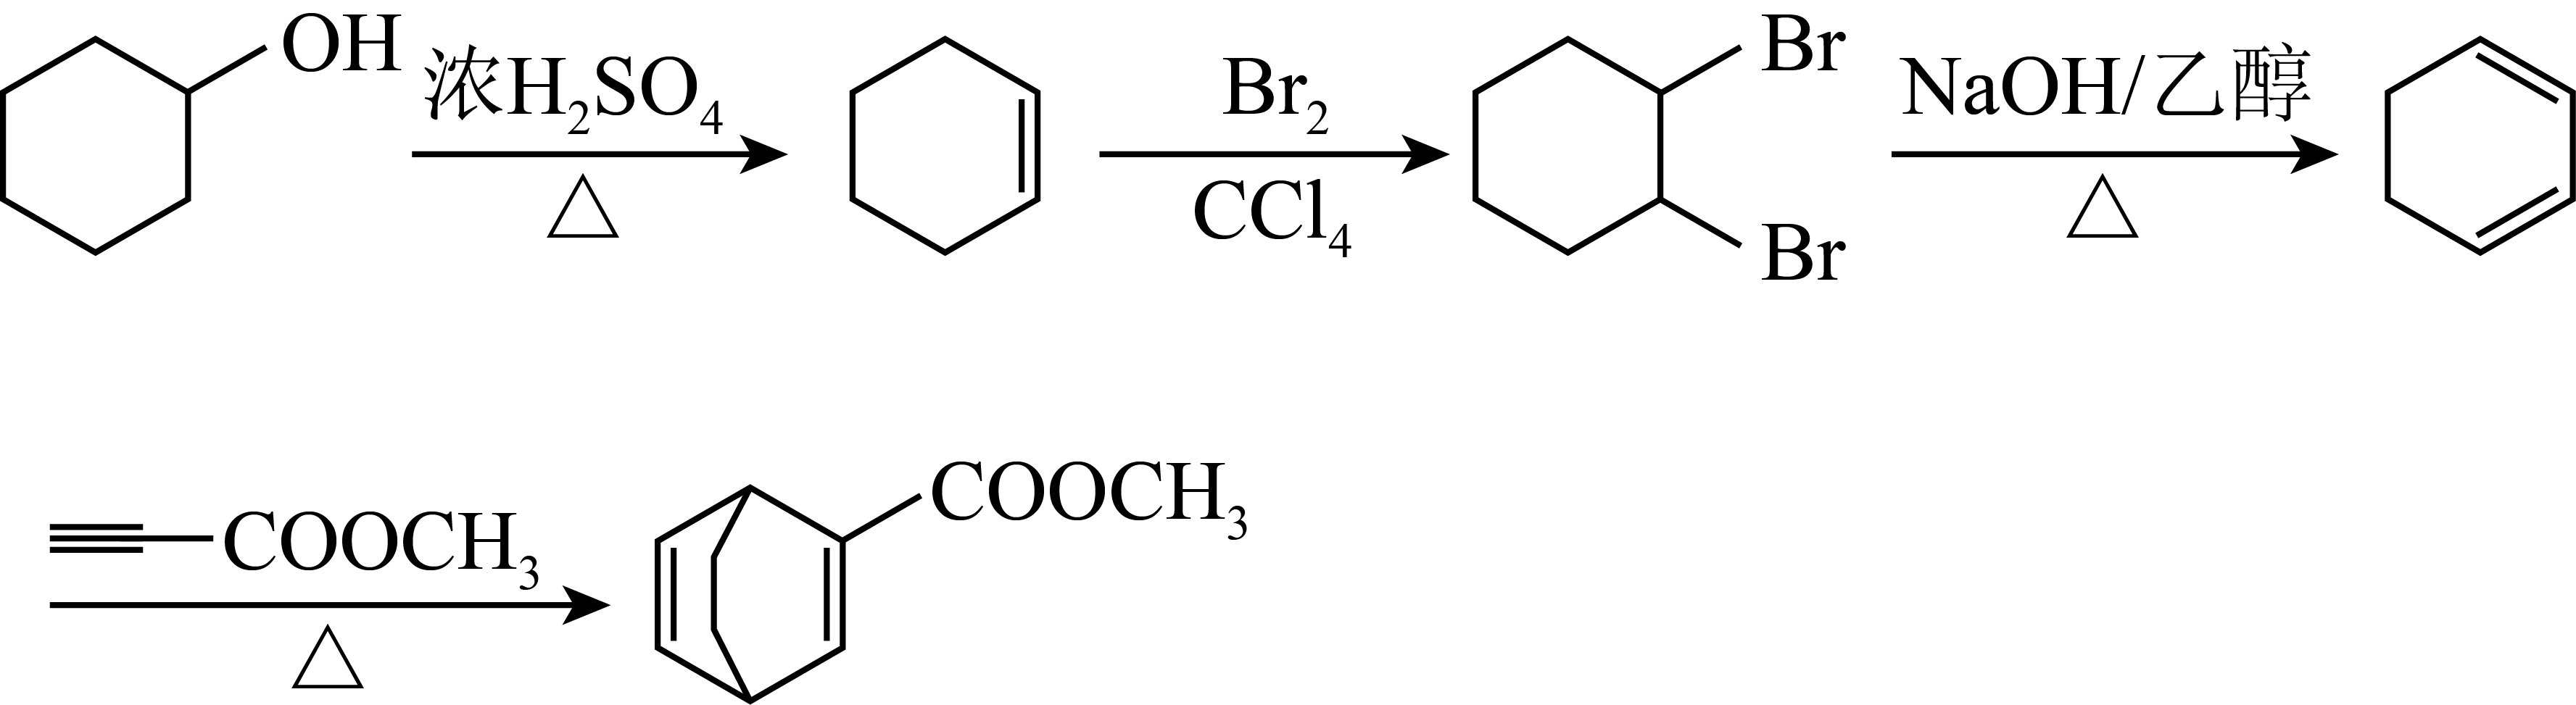 OH
浓H₂SO₄
△
Br₂
CCl₄
Br
Br
NaOH/乙醇
△
COOCH₃
△
COOCH₃